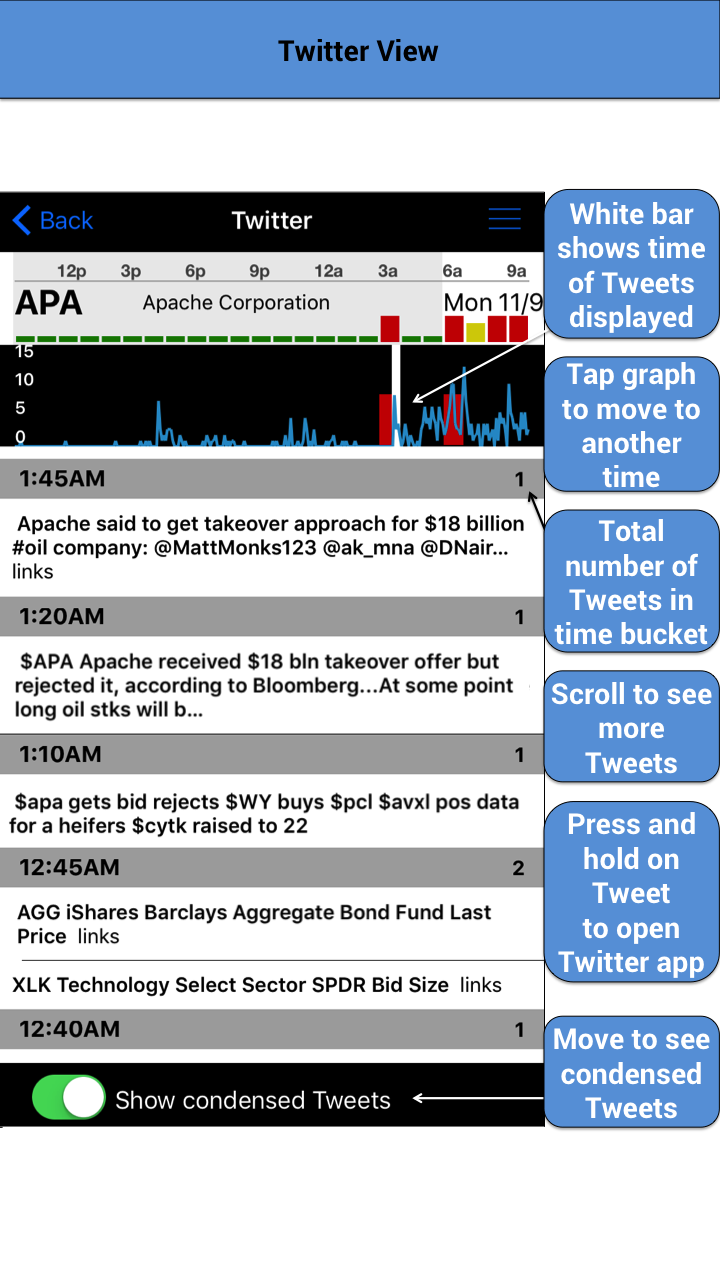 Twitter View
Back
Twitter
12p 3p 6p 9p 12a 3a 6a 9a
APA Apache Corporation Mon 11/9
15
10
5
0
1:45AM 1
Apache said to get takeover approach for $18 billion
#oil company: @MattMonks123 @ak_mna @DNair...
links
1:20AM 1
$APA Apache received $18 bln takeover offer but
rejected it, according to Bloomberg...At some point
long oil stks will b...
1:10AM 1
$apa gets bid rejects $WY buys $pcl $avxl pos data
for a heifers $cytk raised to 22
12:45AM 2
AGG iShares Barclays Aggregate Bond Fund Last
Price links
XLK Technology Select Sector SPDR Bid Size links
12:40AM 1
Show condensed Tweets
White bar
shows time
of Tweets
displayed
Tap graph
to move to
another
time
Total
number of
Tweets in
time bucket
Scroll to see
more
Tweets
Press and
hold on
Tweet
to open
Twitter app
Move to see
condensed
Tweets